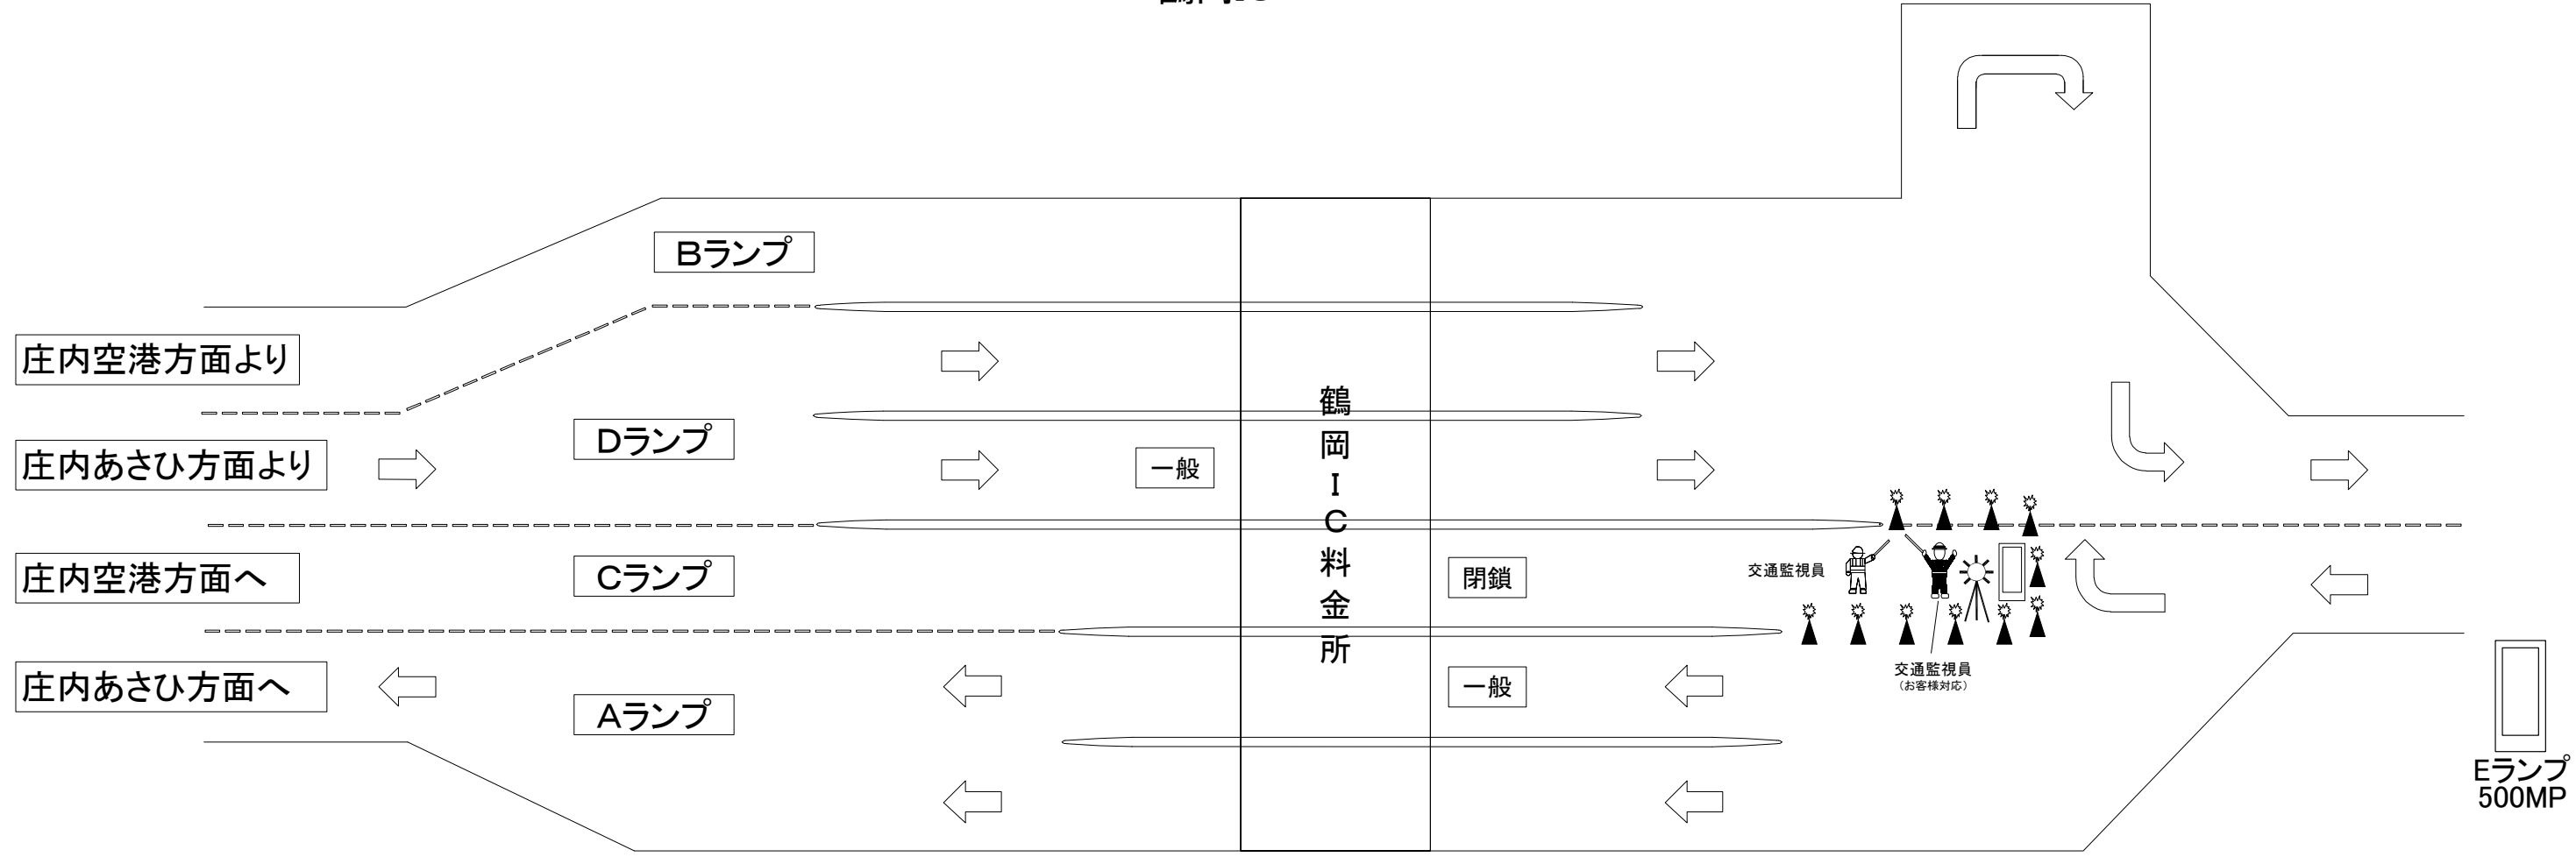 Bランプ
庄内空港方面より
Dランプ
庄内あさひ方面より
一般
鶴岡IC料金所
庄内空港方面へ
Cランプ
閉鎖
交通監視員
庄内あさひ方面へ
Aランプ
一般
交通監視員
(お客様対応)
Eランプ
500MP